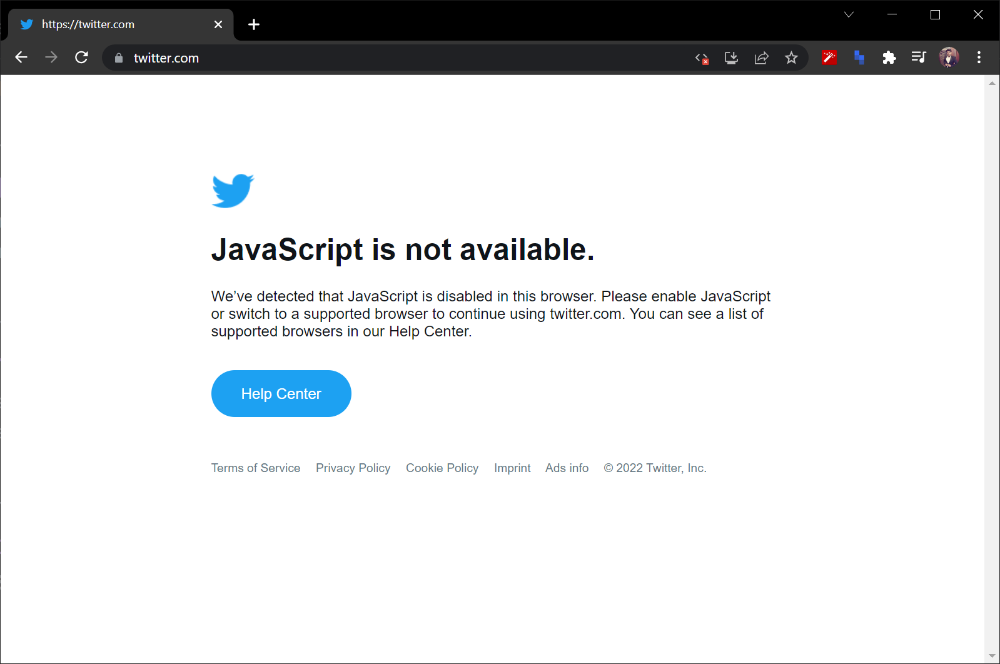 https://twitter.com
twitter.com
JavaScript is not available.
We’ve detected that JavaScript is disabled in this browser. Please enable JavaScript
or switch to a supported browser to continue using twitter.com. You can see a list of
supported browsers in our Help Center.
Help Center
Terms of Service Privacy Policy Cookie Policy Imprint Ads info © 2022 Twitter, Inc.